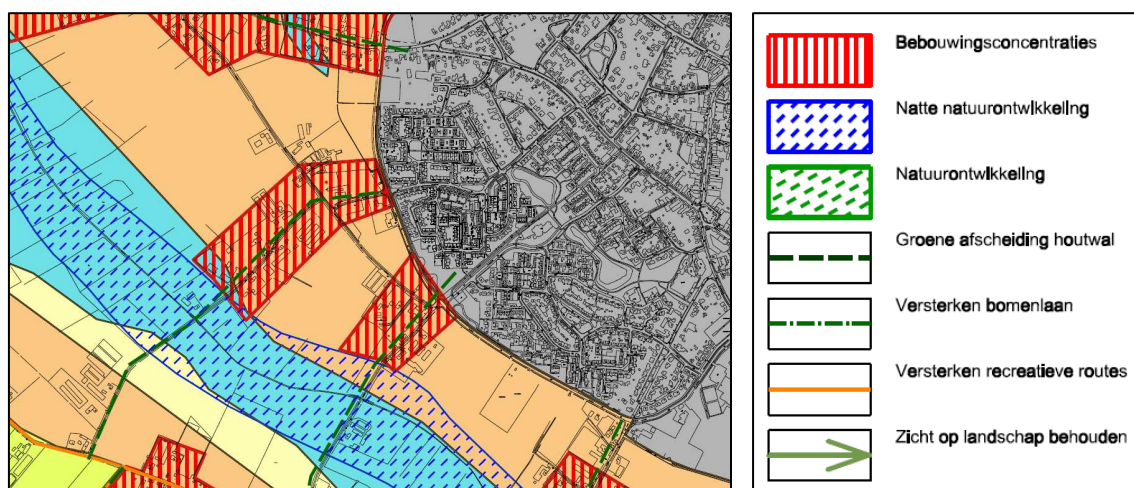 Bebouwingsconcentraties
Natte natuurontwikkeling
Natuurontwikkeling
Groene afscheiding houtwal
Versterken bomenlaan
Versterken recreatieve routes
Zicht op landschap behouden